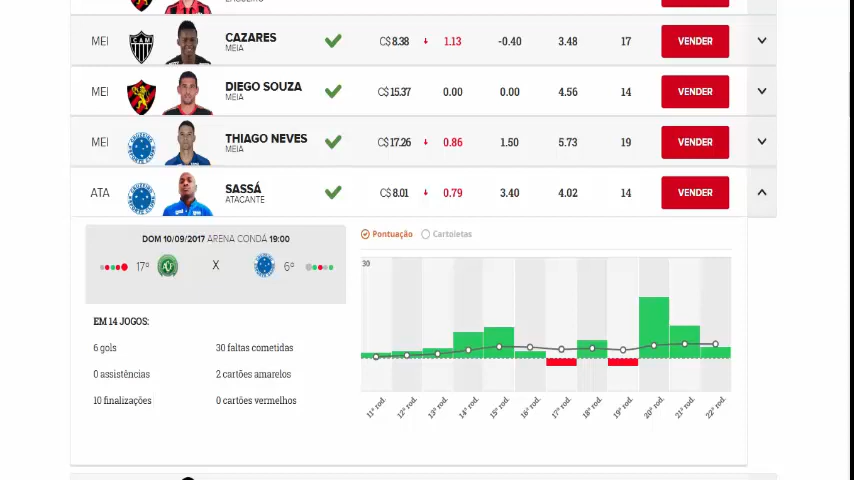 MEI CAZARES C$ 8.38 1.13 -0.40 3.48 17 VENDER
MEIA
MEI DIEGO SOUZA C$ 15.37 0.00 0.00 4.56 14 VENDER
MEIA
MEI THIAGO NEVES C$ 17.26 0.86 1.50 5.73 19 VENDER
MEIA
ATA SASSÁ C$ 8.01 0.79 3.40 4.02 14 VENDER
ATACANTE
DOM 10/09/2017 ARENA CONDÁ 19:00
17º X 6º
EM 14 JOGOS:
6 gols 30 faltas cometidas
0 assistências 2 cartões amarelos
10 finalizações 0 cartões vermelhos
Pontuação Cartoletas
30
11ª rod. 12ª rod. 13ª rod. 14ª rod. 15ª rod. 16ª rod. 17ª rod. 18ª rod. 19ª rod. 20ª rod. 21ª rod. 22ª rod.